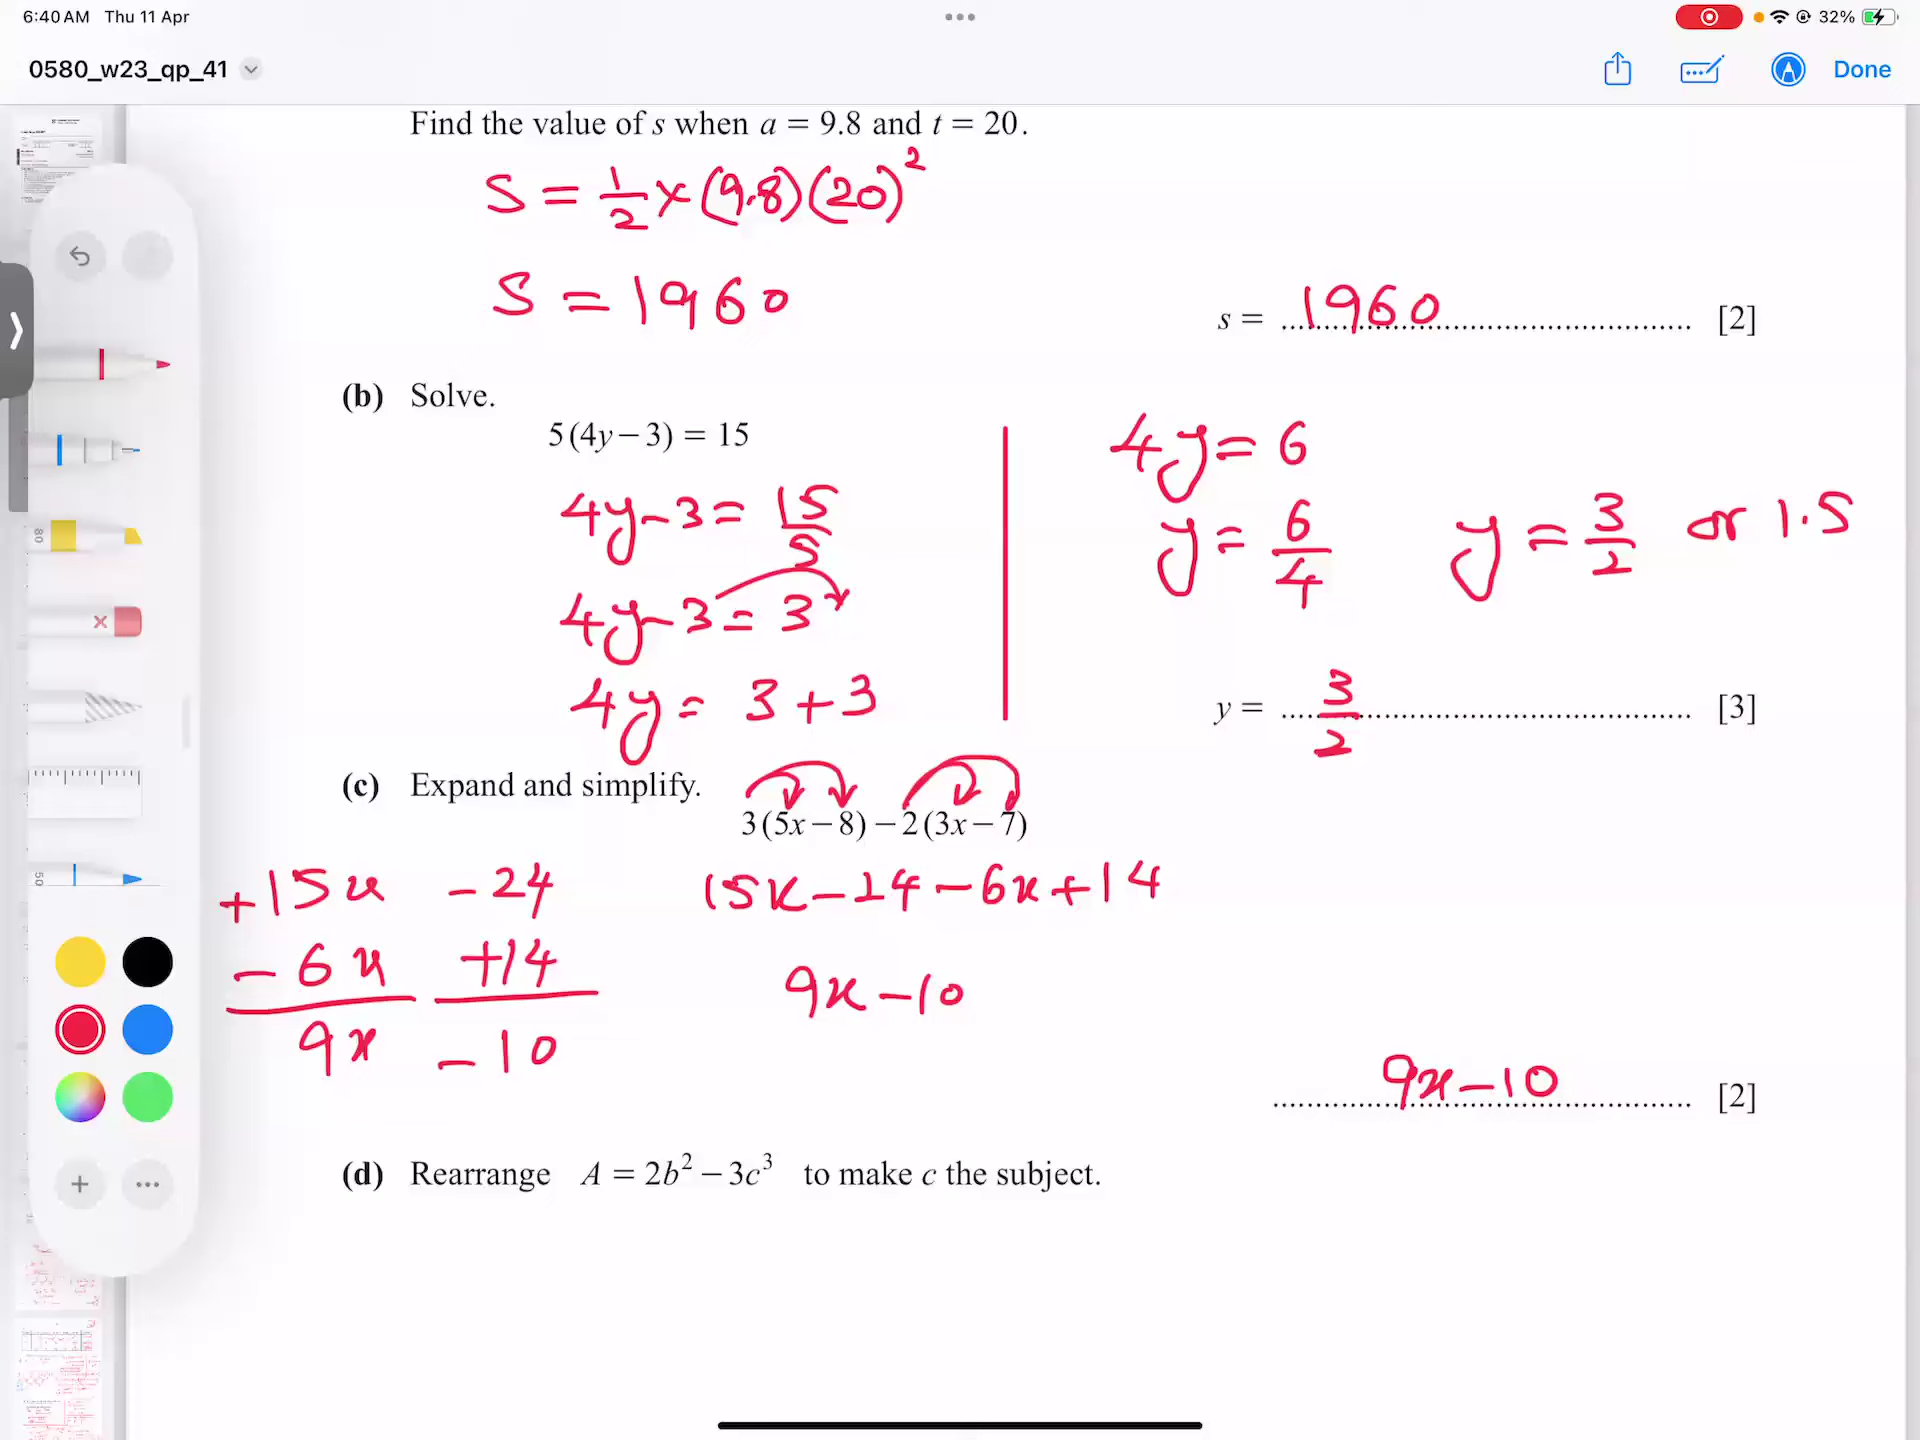 6:40 AM Thu 11 Apr
32%
0580_w23_qp_41
Done
Find the value of s when a = 9.8 and t = 20.
S = 1/2 × (9.8)(20)²
S = 1960
s = 1960 [2]
(b) Solve.
5(4y − 3) = 15
4y − 3 = 15/5
4y − 3 = 3
4y = 3 + 3
4y = 6
y = 6/4
y = 3/2 or 1.5
y = 3/2 [3]
(c) Expand and simplify.
3(5x − 8) − 2(3x − 7)
15x − 24 − 6x + 14
9x − 10
+15x − 24
− 6x + 14
9x − 10
9x − 10 [2]
(d) Rearrange A = 2b² − 3c³ to make c the subject.
80
50